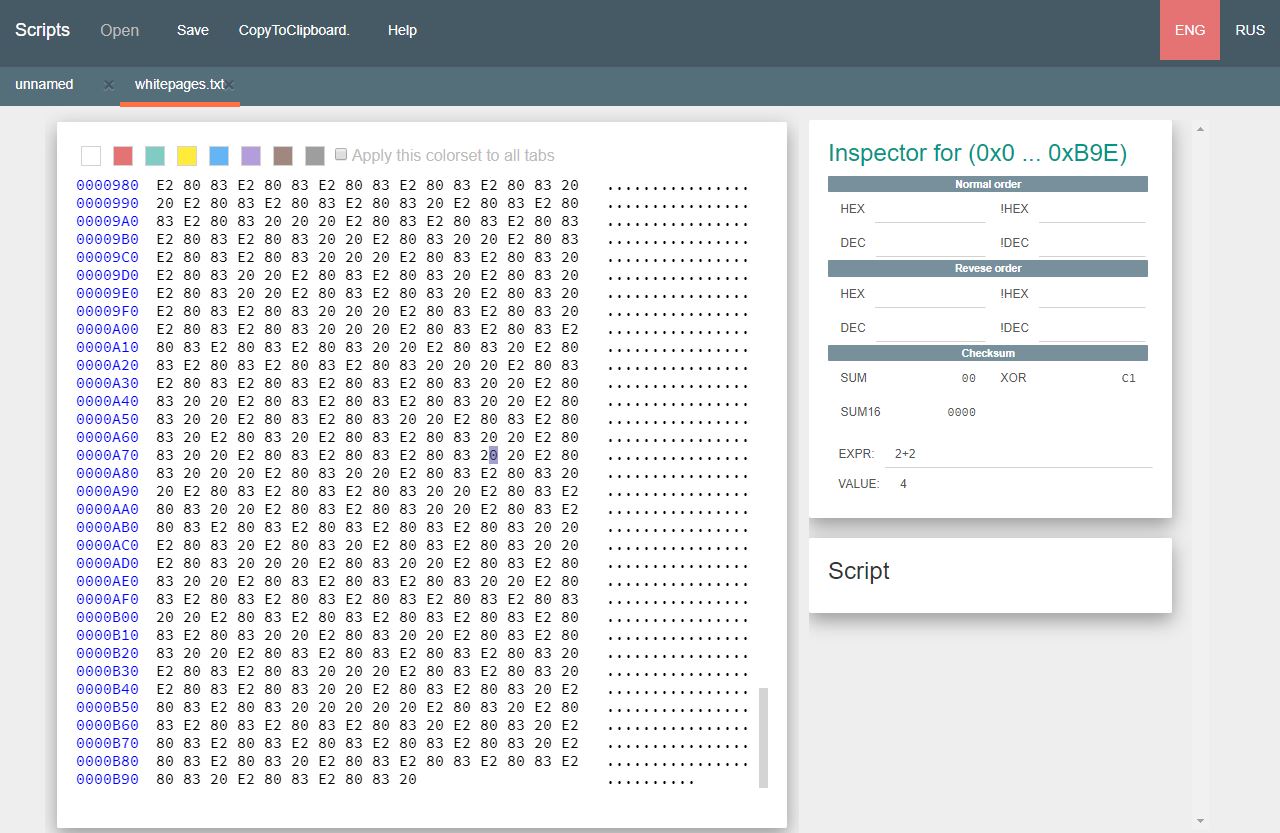 Scripts Open Save CopyToClipboard. Help ENG RUS
unnamed × whitepages.txt ×
Apply this colorset to all tabs
0000980 E2 80 83 E2 80 83 E2 80 83 E2 80 83 E2 80 83 20 ................
0000990 20 E2 80 83 E2 80 83 E2 80 83 20 E2 80 83 E2 80 ................
00009A0 83 E2 80 83 20 20 20 E2 80 83 E2 80 83 E2 80 83 ................
00009B0 E2 80 83 E2 80 83 20 20 E2 80 83 20 20 E2 80 83 ................
00009C0 E2 80 83 E2 80 83 20 20 20 E2 80 83 E2 80 83 20 ................
00009D0 E2 80 83 20 20 E2 80 83 E2 80 83 20 E2 80 83 20 ................
00009E0 E2 80 83 20 20 E2 80 83 E2 80 83 20 E2 80 83 20 ................
00009F0 E2 80 83 E2 80 83 20 20 20 E2 80 83 E2 80 83 20 ................
0000A00 E2 80 83 E2 80 83 20 20 20 E2 80 83 E2 80 83 E2 ................
0000A10 80 83 E2 80 83 E2 80 83 20 20 E2 80 83 20 E2 80 ................
0000A20 83 E2 80 83 E2 80 83 E2 80 83 20 20 20 E2 80 83 ................
0000A30 E2 80 83 E2 80 83 E2 80 83 E2 80 83 20 20 E2 80 ................
0000A40 83 20 20 E2 80 83 E2 80 83 E2 80 83 20 20 E2 80 ................
0000A50 83 20 20 E2 80 83 E2 80 83 20 20 E2 80 83 E2 80 ................
0000A60 83 20 E2 80 83 20 E2 80 83 E2 80 83 20 20 E2 80 ................
0000A70 83 20 20 E2 80 83 E2 80 83 E2 80 83 20 20 E2 80 ................
0000A80 83 20 20 20 E2 80 83 20 20 E2 80 83 E2 80 83 20 ................
0000A90 20 E2 80 83 E2 80 83 E2 80 83 20 20 E2 80 83 E2 ................
0000AA0 80 83 20 20 E2 80 83 E2 80 83 20 20 E2 80 83 E2 ................
0000AB0 80 83 E2 80 83 E2 80 83 E2 80 83 E2 80 83 20 20 ................
0000AC0 E2 80 83 20 E2 80 83 20 E2 80 83 E2 80 83 20 20 ................
0000AD0 E2 80 83 20 20 20 E2 80 83 20 20 E2 80 83 E2 80 ................
0000AE0 83 20 20 E2 80 83 E2 80 83 E2 80 83 20 20 E2 80 ................
0000AF0 83 E2 80 83 E2 80 83 E2 80 83 E2 80 83 E2 80 83 ................
0000B00 20 20 E2 80 83 E2 80 83 E2 80 83 E2 80 83 E2 80 ................
0000B10 83 E2 80 83 20 20 E2 80 83 20 20 E2 80 83 E2 80 ................
0000B20 83 20 20 E2 80 83 E2 80 83 20 20 E2 80 83 E2 80 ................
0000B30 E2 80 83 E2 80 83 20 20 20 E2 80 83 E2 80 83 20 ................
0000B40 E2 80 83 E2 80 83 20 20 E2 80 83 E2 80 83 20 E2 ................
0000B50 80 83 E2 80 83 20 20 20 20 20 E2 80 83 20 E2 80 ................
0000B60 83 E2 80 83 E2 80 83 E2 80 83 20 E2 80 83 20 E2 ................
0000B70 80 83 E2 80 83 E2 80 83 E2 80 83 E2 80 83 20 E2 ................
0000B80 80 83 E2 80 83 20 E2 80 83 E2 80 83 E2 80 83 E2 ................
0000B90 80 83 20 E2 80 83 E2 80 83 20 ..........
Inspector for (0x0 ... 0xB9E)
Normal order
HEX !HEX
DEC !DEC
Revese order
HEX !HEX
DEC !DEC
Checksum
SUM 00 XOR C1
SUM16 0000
EXPR: 2+2
VALUE: 4
Script